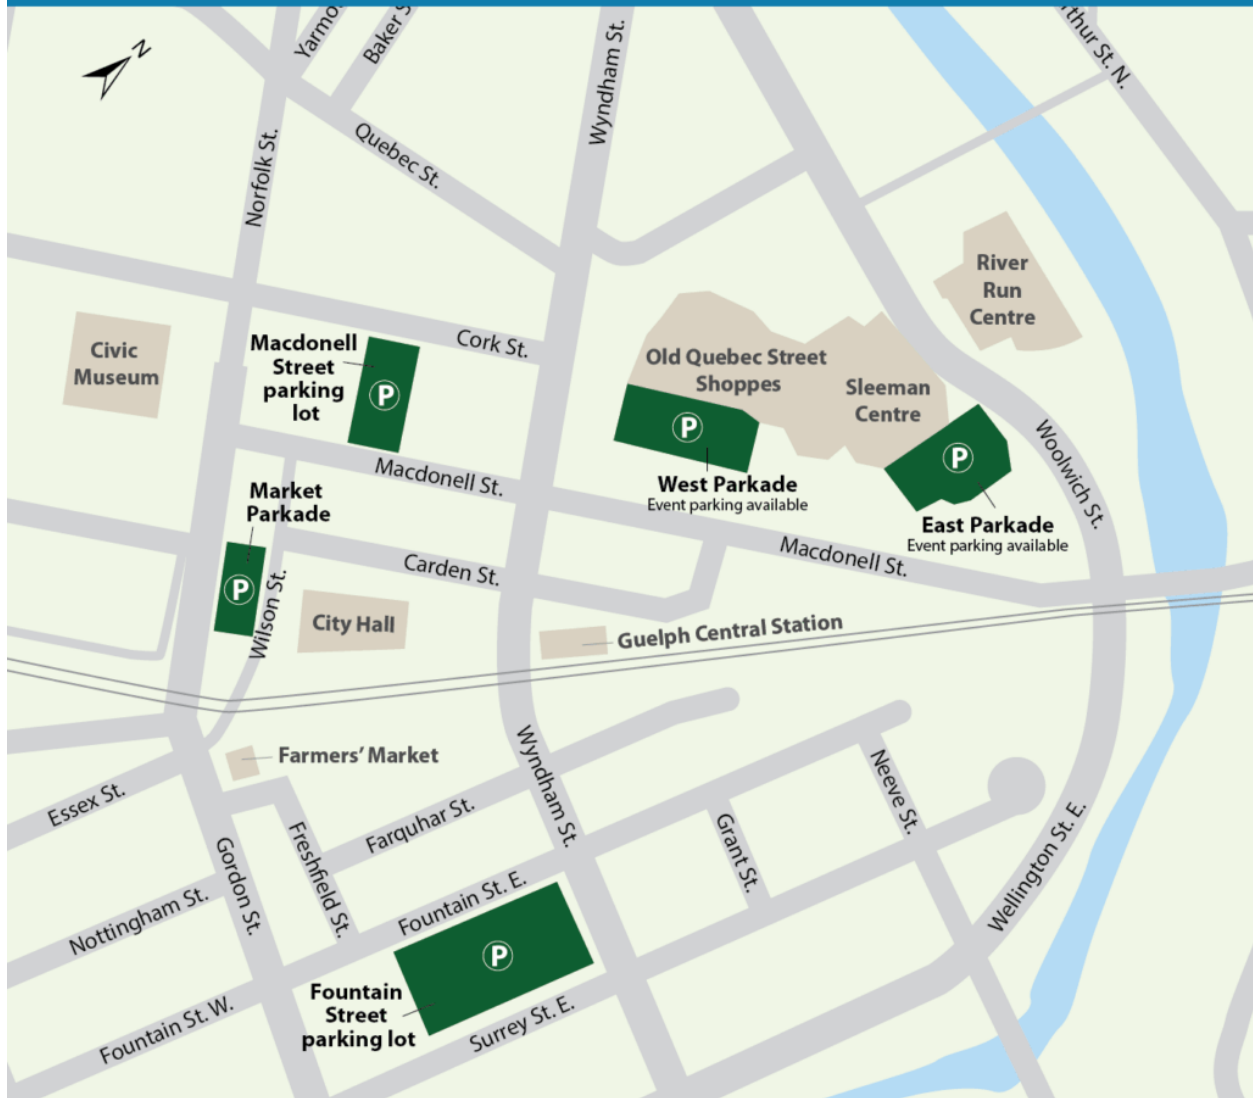 N
Yarmo
Baker S
Wyndham St.
rthur St. N.
Norfolk St.
Quebec St.
River
Run
Centre
Civic
Museum
Macdonell
Street
parking
lot
P
Cork St.
Old Quebec Street
Shoppes
Sleeman
Centre
P
West Parkade
Event parking available
P
East Parkade
Event parking available
Woolwich St.
Macdonell St.
Macdonell St.
Market
Parkade
P
Wilson St.
Carden St.
City Hall
Guelph Central Station
Farmers' Market
Essex St.
Wyndham St.
Neeve St.
Farquhar St.
Freshfield St.
Grant St.
Gordon St.
Nottingham St.
Fountain St. E.
Wellington St. E.
P
Fountain
Street
parking lot
Fountain St. W.
Surrey St. E.